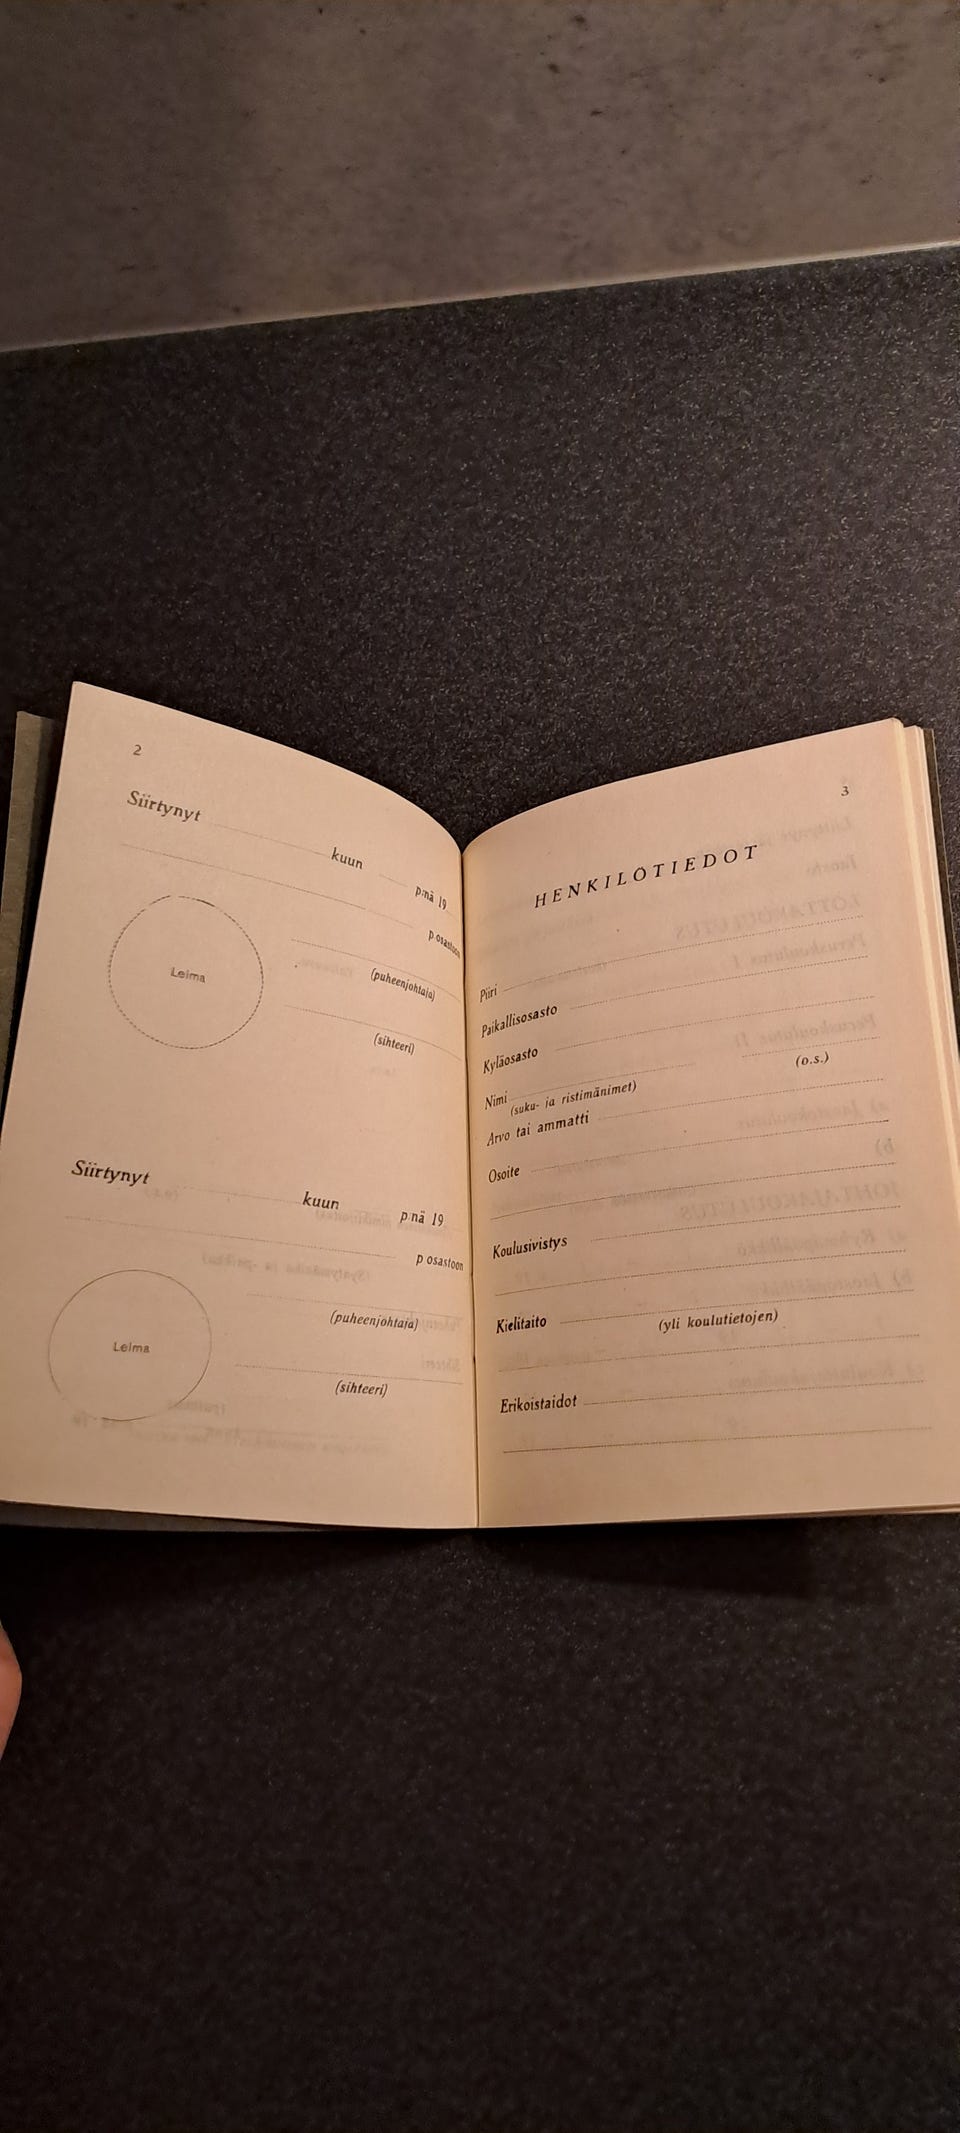 2
Siirtynyt
kuun
p:nä 19
p osastoon
Leima
(puheenjohtaja)
(sihteeri)
Siirtynyt
kuun
p:nä 19
p osastoon
Leima
(puheenjohtaja)
(sihteeri)
3
HENKILÖTIEDOT
Piiri
Paikallisosasto
Kyläosasto
Nimi
(o.s.)
(suku- ja ristimänimet)
Arvo tai ammatti
Osoite
Koulusivistys
Kielitaito
(yli koulutietojen)
Erikoistaidot